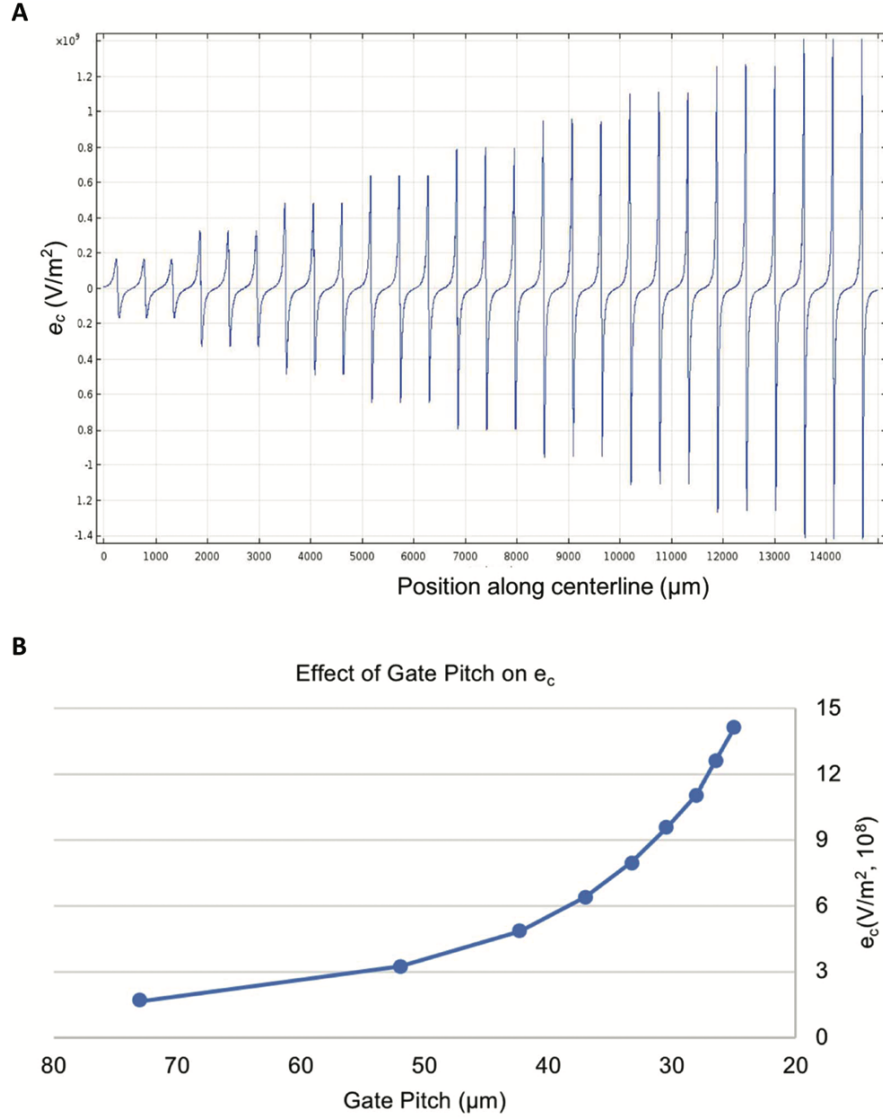 A
×10⁹
1.2
1
0.8
0.6
0.4
0.2
0
0.2
0.4
0.6
0.8
-1
1.2
-1.4
e_c (V/m²)
0 1000 2000 3000 4000 5000 6000 7000 8000 9000 10000 11000 12000 13000 14000
Position along centerline (µm)
B
Effect of Gate Pitch on e_c
15
12
9
6
3
0
e_c(V/m², 10⁸)
80 70 60 50 40 30 20
Gate Pitch (µm)